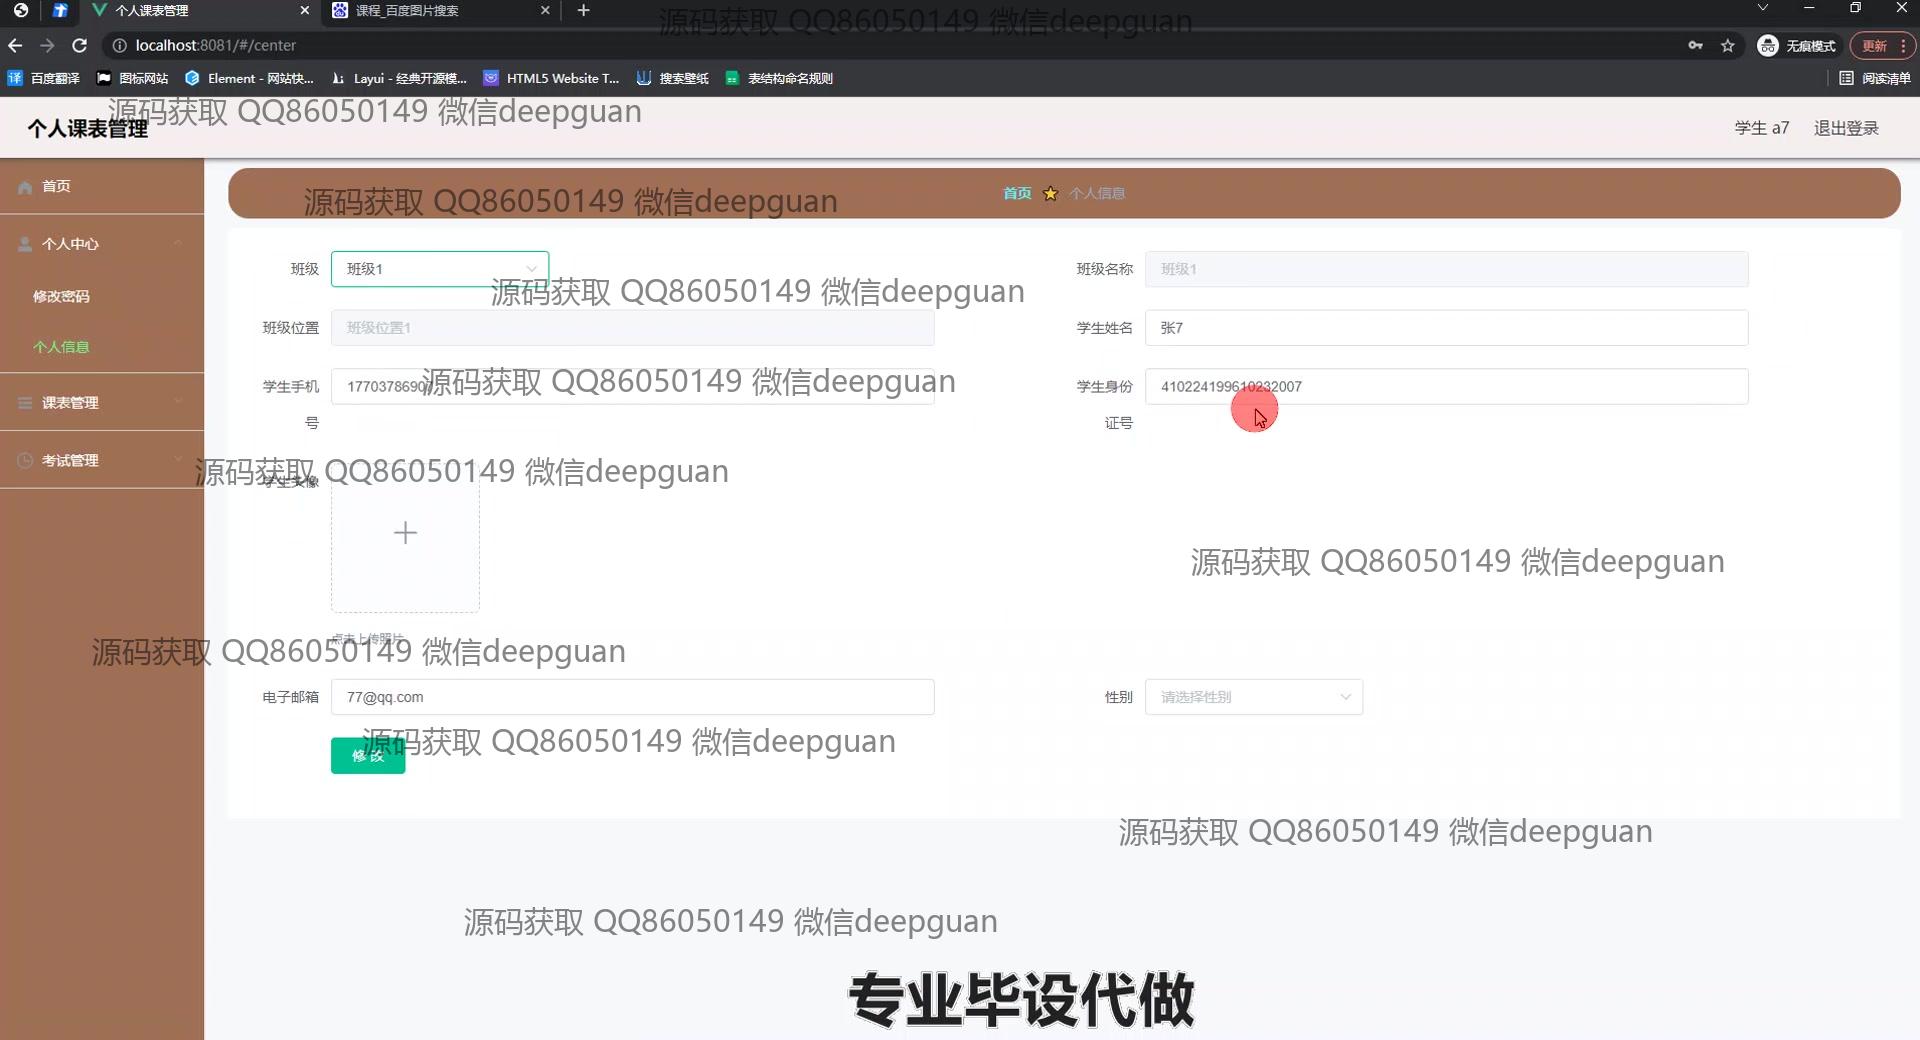 个人课表管理
课程_百度图片搜索
源码获取 QQ86050149 微信deepguan
localhost:8081/#/center
无痕模式
更新
百度翻译
图标网站
Element - 网站快...
Layui - 经典开源模...
HTML5 Website T...
搜索壁纸
表结构命名规则
阅读清单
源码获取 QQ86050149 微信deepguan
个人课表管理
学生 a7
退出登录
首页
源码获取 QQ86050149 微信deepguan
首页
个人信息
个人中心
修改密码
个人信息
课表管理
考试管理
班级
班级1
班级名称
班级1
源码获取 QQ86050149 微信deepguan
班级位置
班级位置1
学生姓名
张7
学生手机号
1770378690
源码获取 QQ86050149 微信deepguan
学生身份证号
410224199610232007
源码获取 QQ86050149 微信deepguan
学生头像
源码获取 QQ86050149 微信deepguan
点击上传照片
源码获取 QQ86050149 微信deepguan
电子邮箱
77@qq.com
性别
请选择性别
源码获取 QQ86050149 微信deepguan
修改
源码获取 QQ86050149 微信deepguan
源码获取 QQ86050149 微信deepguan
专业毕设代做